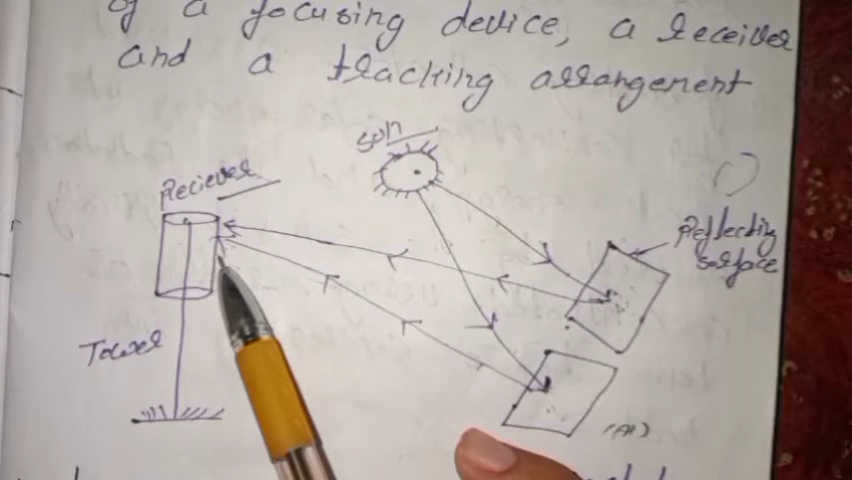 of a focusing device, a receiver
and a tracking arrangement
sun
Reciever
Reflecting
surface
Tower